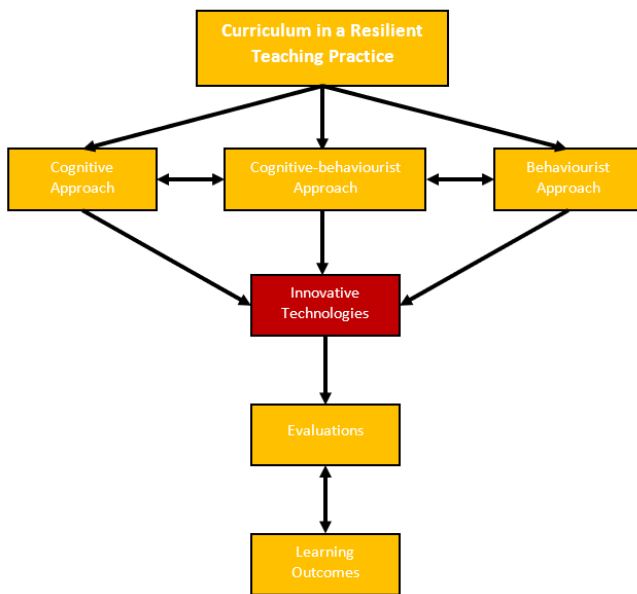 Curriculum in a Resilient
Teaching Practice
Cognitive
Approach
Cognitive-behaviourist
Approach
Behaviourist
Approach
Innovative
Technologies
Evaluations
Learning
Outcomes